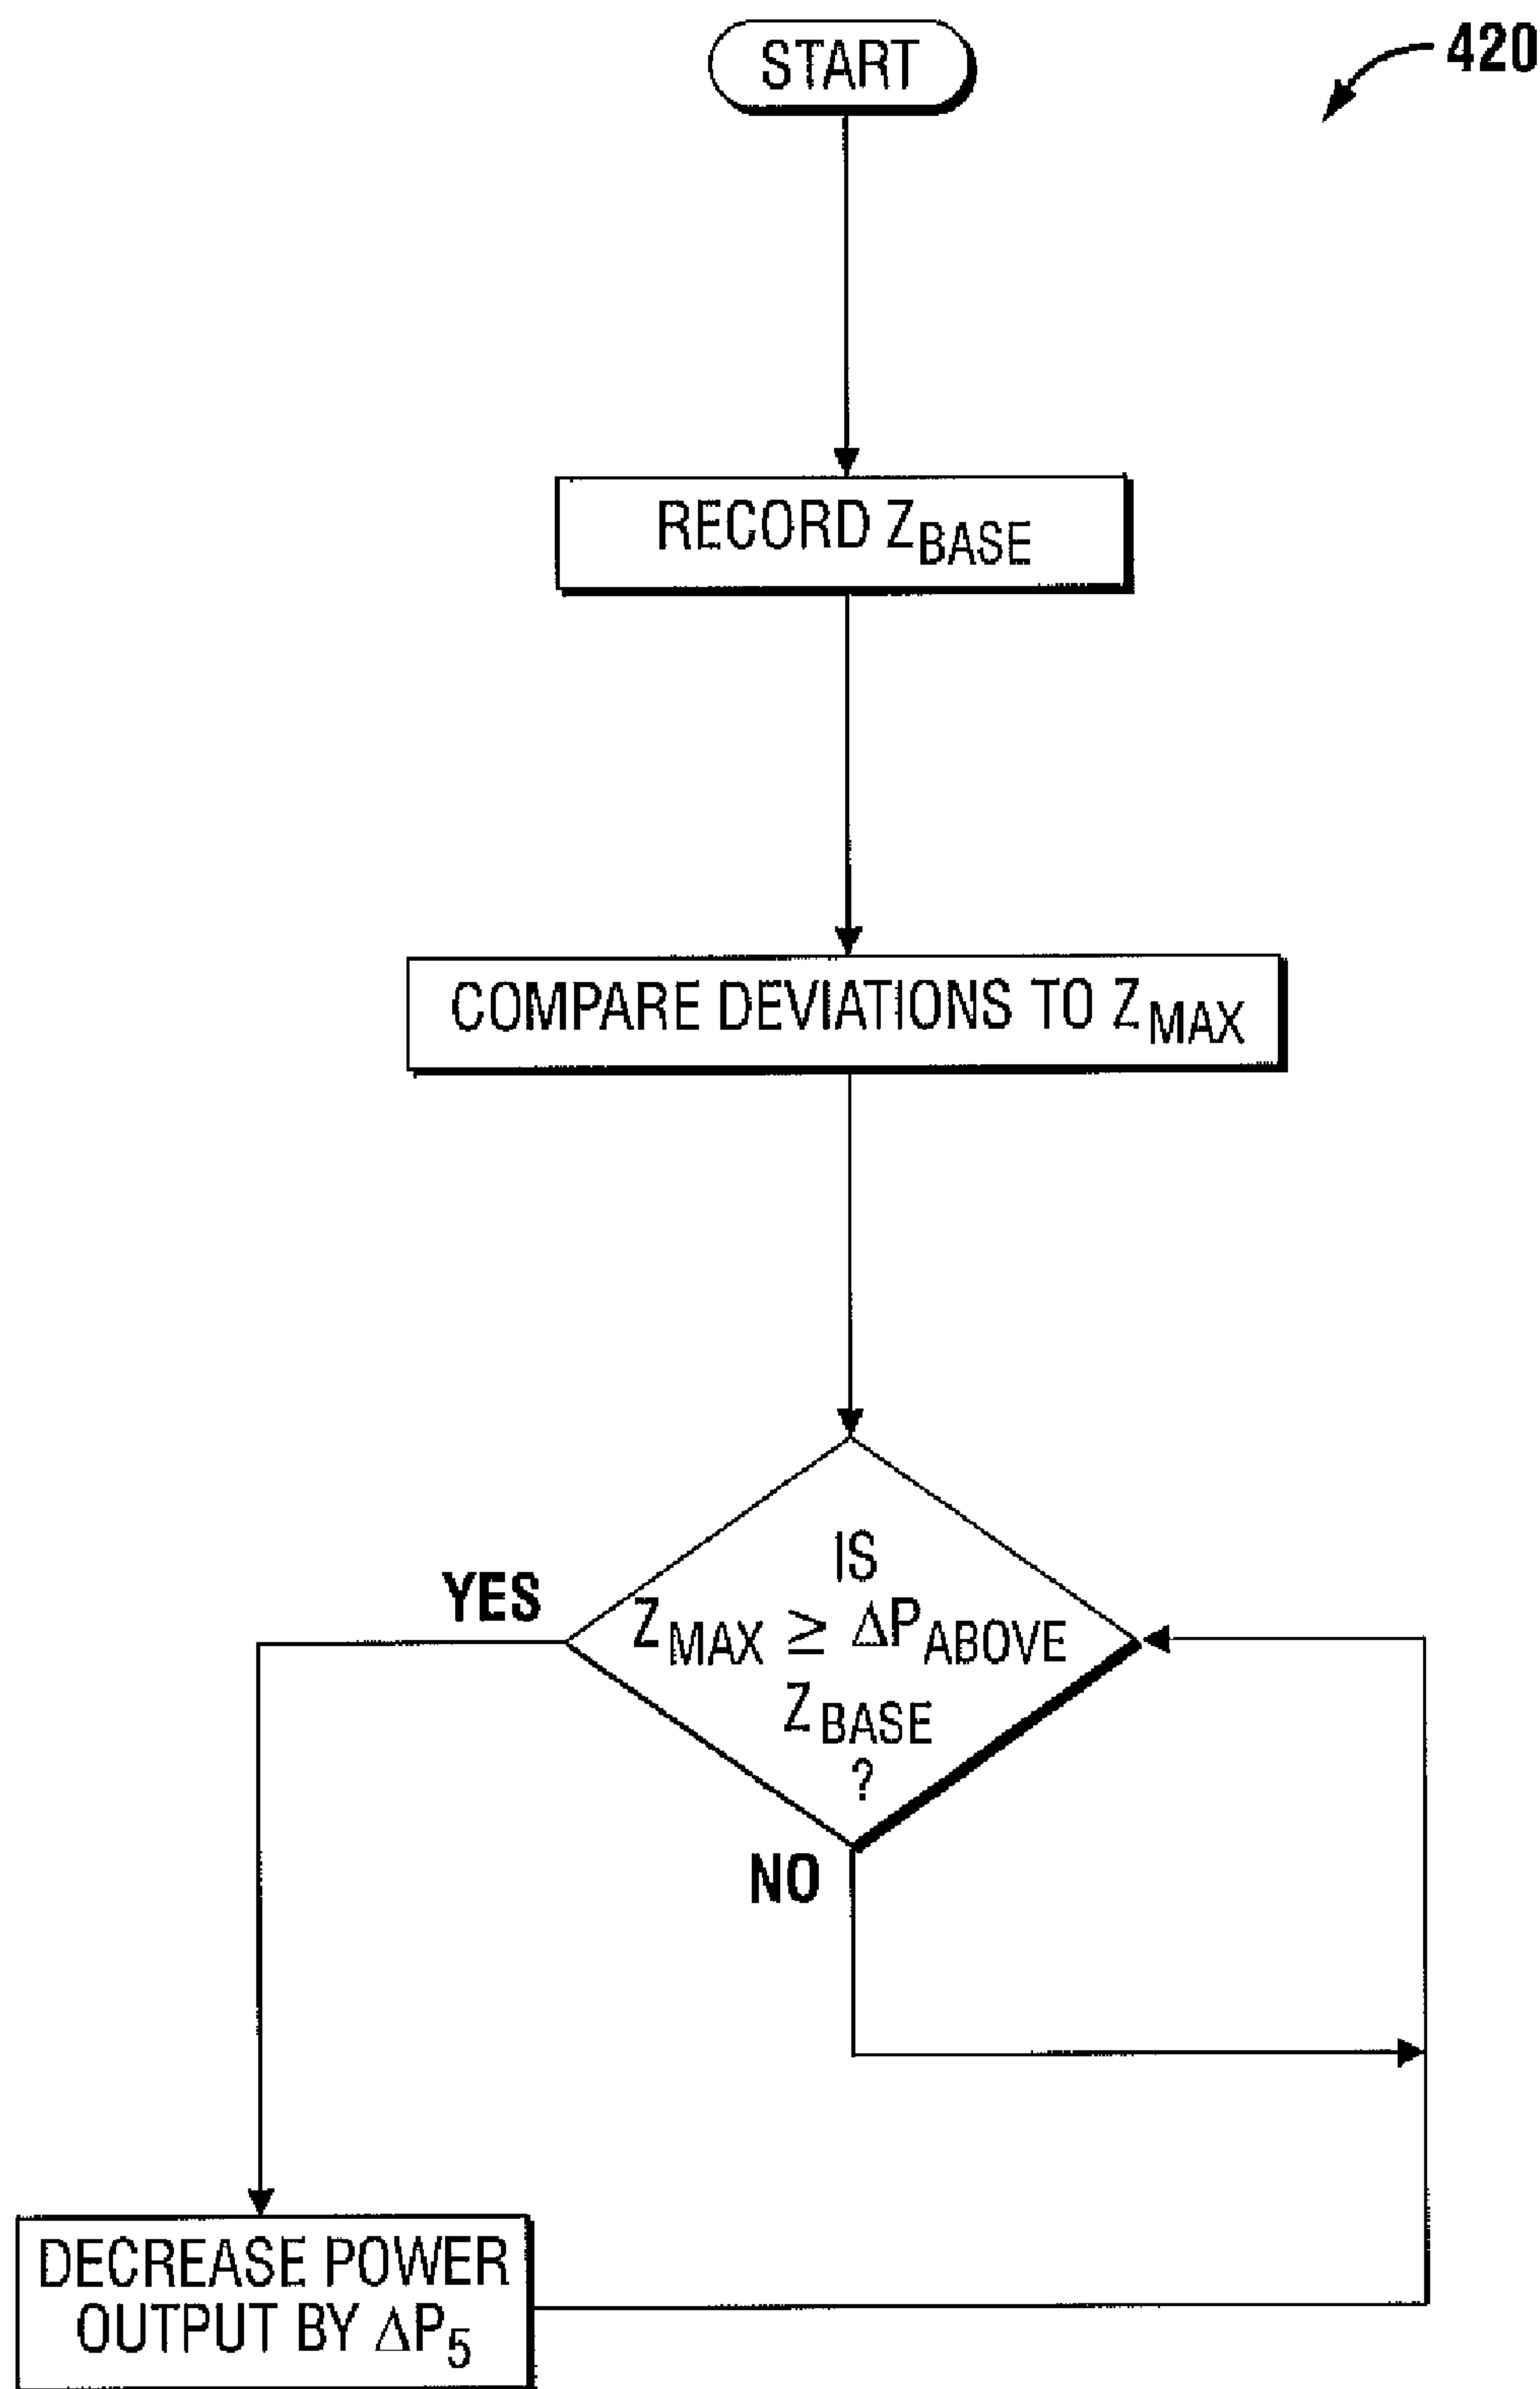 START
420
RECORD Z_BASE
COMPARE DEVIATIONS TO Z_MAX
IS
Z_MAX ≥ ΔP_ABOVE
Z_BASE
?
YES
NO
DECREASE POWER
OUTPUT BY ΔP_5